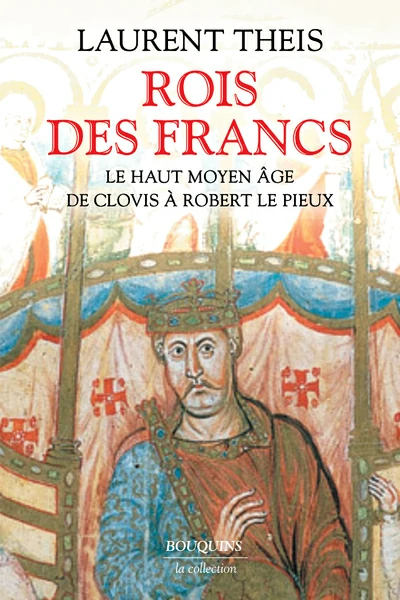 LAURENT THEIS
ROIS
DES FRANCS
LE HAUT MOYEN ÂGE
DE CLOVIS À ROBERT LE PIEUX
BOUQUINS
la collection